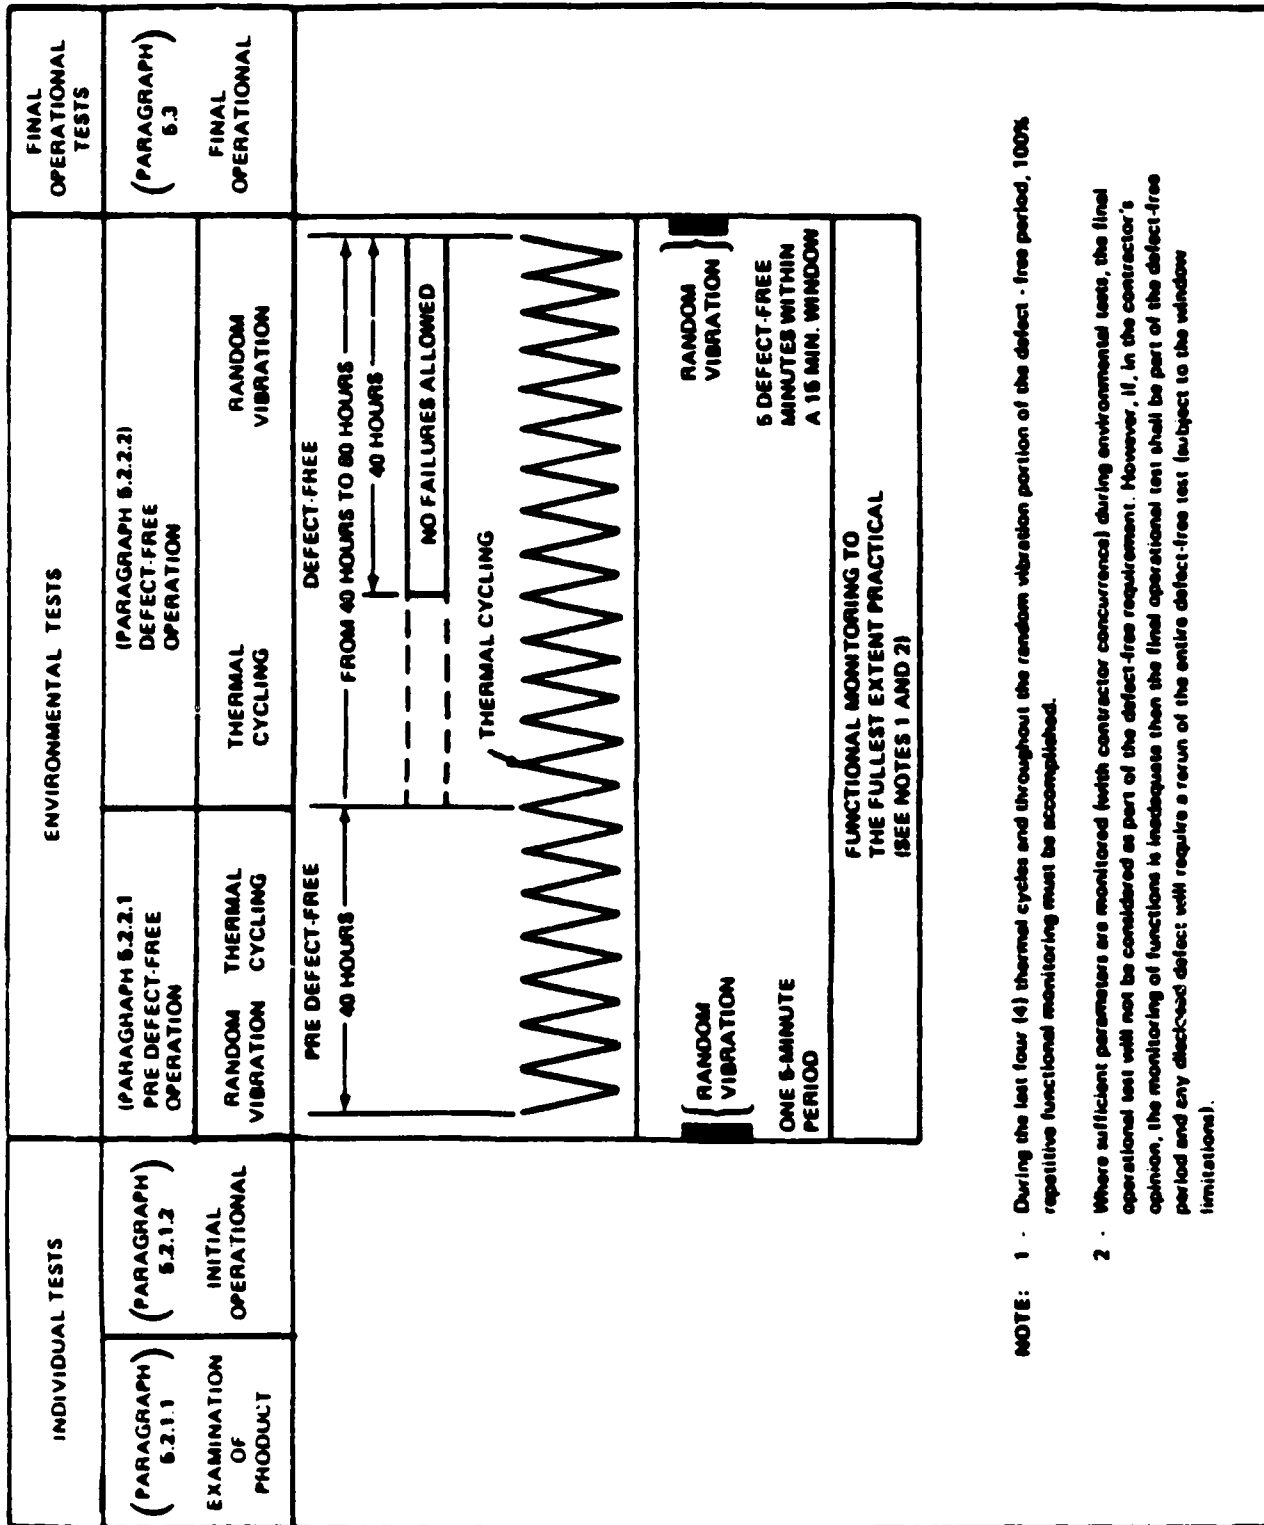 INDIVIDUAL TESTS
ENVIRONMENTAL TESTS
FINAL
OPERATIONAL
TESTS
(PARAGRAPH)
5.2.1.1
EXAMINATION
OF
PRODUCT
(PARAGRAPH)
5.2.1.2
INITIAL
OPERATIONAL
(PARAGRAPH 5.2.2.1
PRE DEFECT-FREE
OPERATION
RANDOM
VIBRATION
THERMAL
CYCLING
(PARAGRAPH 5.2.2.2)
DEFECT-FREE
OPERATION
THERMAL
CYCLING
RANDOM
VIBRATION
(PARAGRAPH)
5.3
FINAL
OPERATIONAL
PRE DEFECT-FREE
40 HOURS
DEFECT-FREE
FROM 40 HOURS TO 80 HOURS
40 HOURS
NO FAILURES ALLOWED
THERMAL CYCLING
RANDOM
VIBRATION
ONE 5-MINUTE
PERIOD
RANDOM
VIBRATION
5 DEFECT-FREE
MINUTES WITHIN
A 15 MIN. WINDOW
FUNCTIONAL MONITORING TO
THE FULLEST EXTENT PRACTICAL
(SEE NOTES 1 AND 2)
NOTE: 1 - During the last four (4) thermal cycles and throughout the random vibration portion of the defect - free period, 100%
repetitive functional monitoring must be accomplished.
2 - Where sufficient parameters are monitored (with contractor concurrence) during environmental tests, the final
operational test will not be considered as part of the defect-free requirement. However, if, in the contractor's
opinion, the monitoring of functions is inadequate then the final operational test shall be part of the defect-free
period and any disclosed defect will require a rerun of the entire defect-free test (subject to the window
limitations).